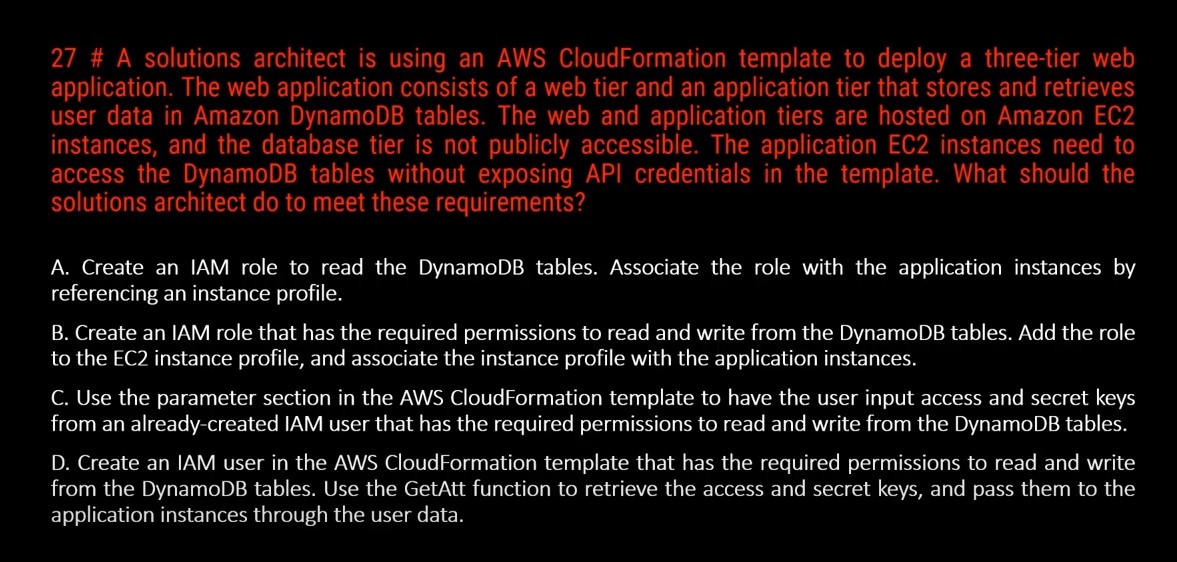 27 # A solutions architect is using an AWS CloudFormation template to deploy a three-tier web
application. The web application consists of a web tier and an application tier that stores and retrieves
user data in Amazon DynamoDB tables. The web and application tiers are hosted on Amazon EC2
instances, and the database tier is not publicly accessible. The application EC2 instances need to
access the DynamoDB tables without exposing API credentials in the template. What should the
solutions architect do to meet these requirements?
A. Create an IAM role to read the DynamoDB tables. Associate the role with the application instances by
referencing an instance profile.
B. Create an IAM role that has the required permissions to read and write from the DynamoDB tables. Add the role
to the EC2 instance profile, and associate the instance profile with the application instances.
C. Use the parameter section in the AWS CloudFormation template to have the user input access and secret keys
from an already-created IAM user that has the required permissions to read and write from the DynamoDB tables.
D. Create an IAM user in the AWS CloudFormation template that has the required permissions to read and write
from the DynamoDB tables. Use the GetAtt function to retrieve the access and secret keys, and pass them to the
application instances through the user data.